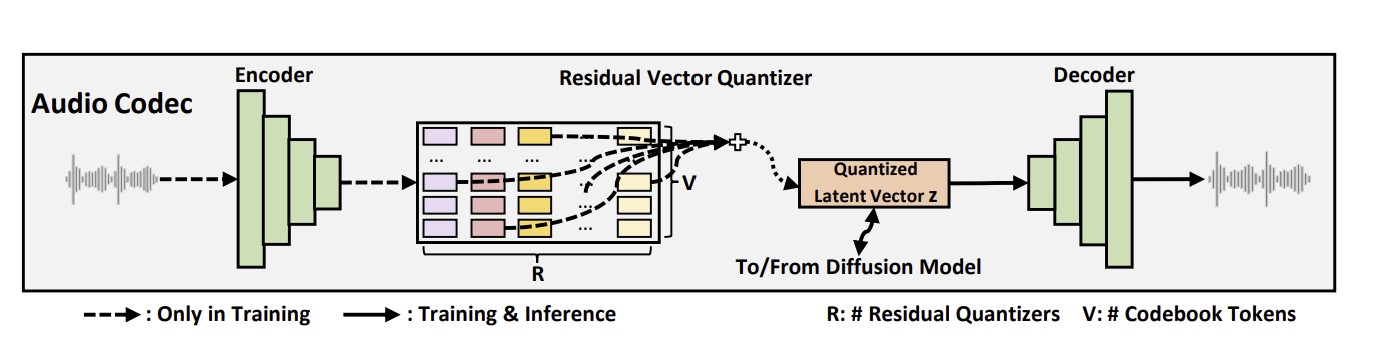 Encoder
Residual Vector Quantizer
Decoder
Audio Codec
...
...
...
...
V
Quantized
Latent Vector z
...
R
To/From Diffusion Model
: Only in Training
: Training & Inference
R: # Residual Quantizers
V: # Codebook Tokens